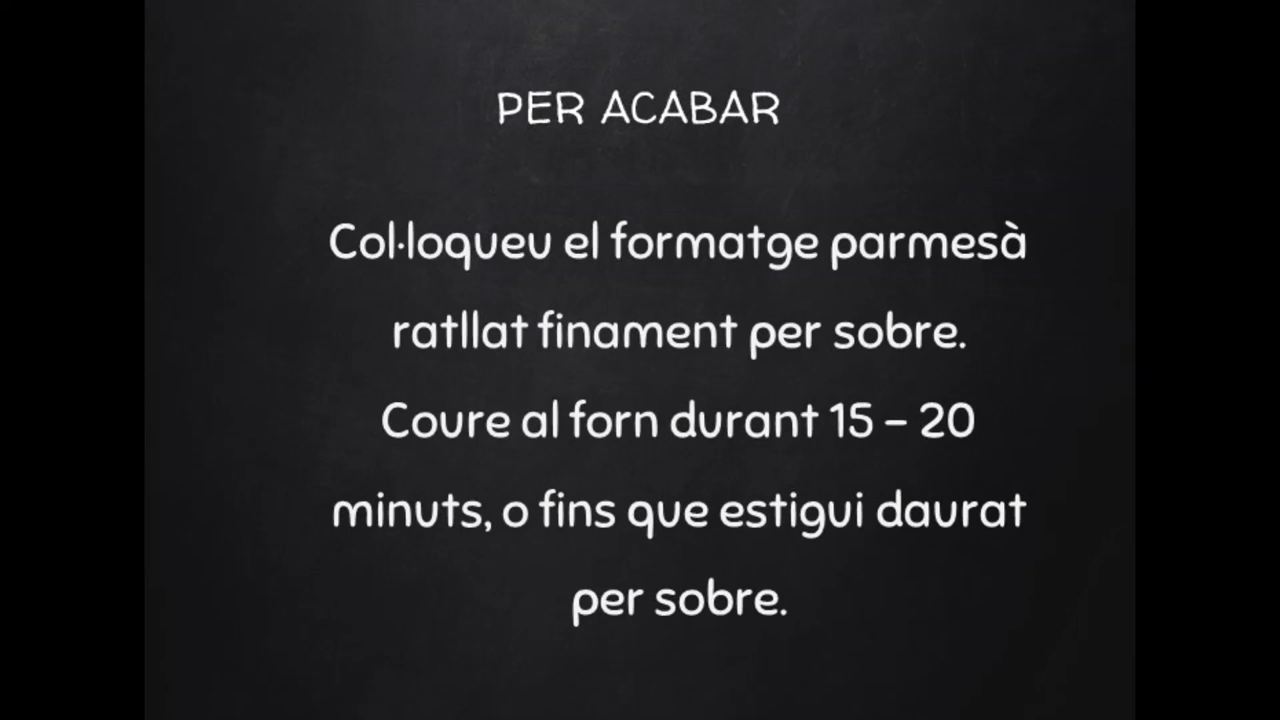 PER ACABAR
Col·loqueu el formatge parmesà
ratllat finament per sobre.
Coure al forn durant 15 – 20
minuts, o fins que estigui daurat
per sobre.